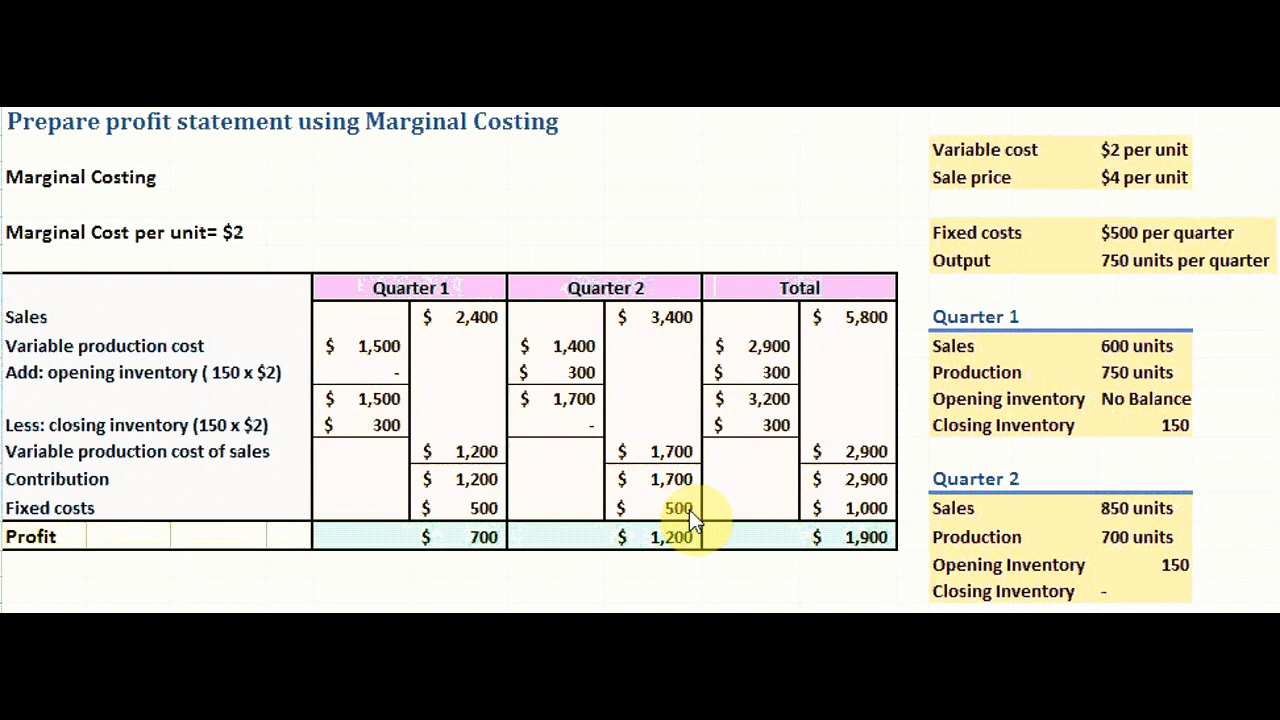 Prepare profit statement using Marginal Costing
Variable cost $2 per unit
Marginal Costing Sale price $4 per unit
Marginal Cost per unit= $2 Fixed costs $500 per quarter
Output 750 units per quarter
Quarter 1 Quarter 2 Total
Sales $ 2,400 $ 3,400 $ 5,800 Quarter 1
Variable production cost $ 1,500 $ 1,400 $ 2,900 Sales 600 units
Add: opening inventory ( 150 x $2) - $ 300 $ 300 Production 750 units
$ 1,500 $ 1,700 $ 3,200 Opening inventory No Balance
Less: closing inventory (150 x $2) $ 300 - $ 300 Closing Inventory 150
Variable production cost of sales $ 1,200 $ 1,700 $ 2,900
Contribution $ 1,200 $ 1,700 $ 2,900 Quarter 2
Fixed costs $ 500 $ 500 $ 1,000 Sales 850 units
Profit $ 700 $ 1,200 $ 1,900 Production 700 units
Opening Inventory 150
Closing Inventory -